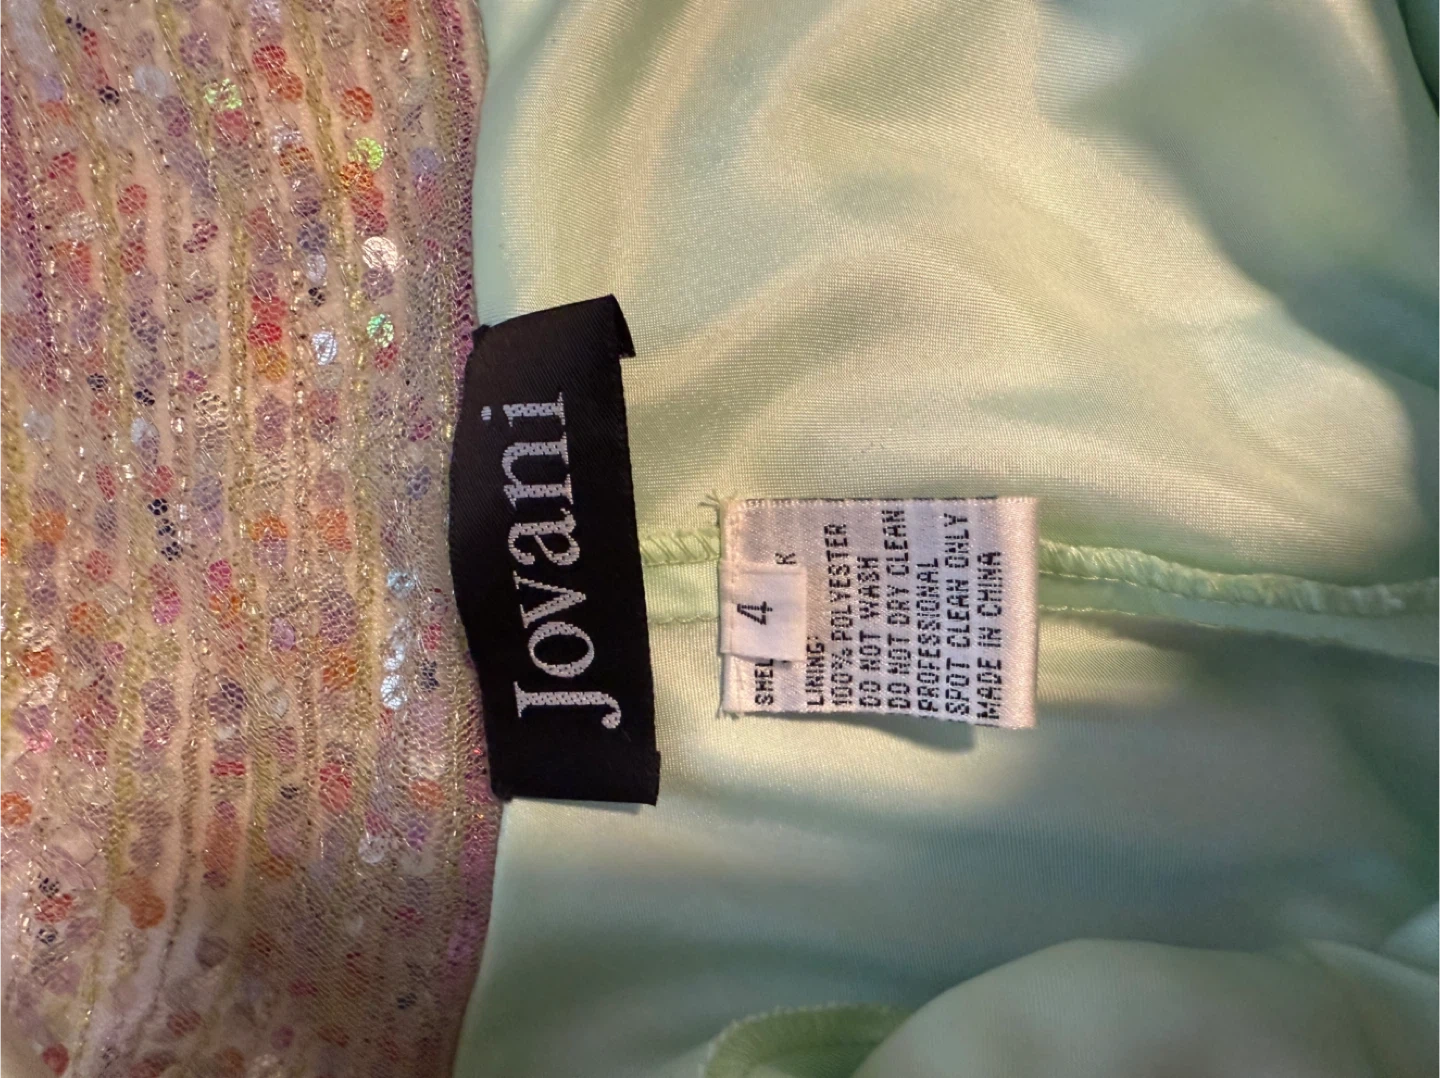 Jovani
4
LINING:
100% POLYESTER
DO NOT WASH
DO NOT DRY CLEAN
PROFESSIONAL
SPOT CLEAN ONLY
MADE IN CHINA